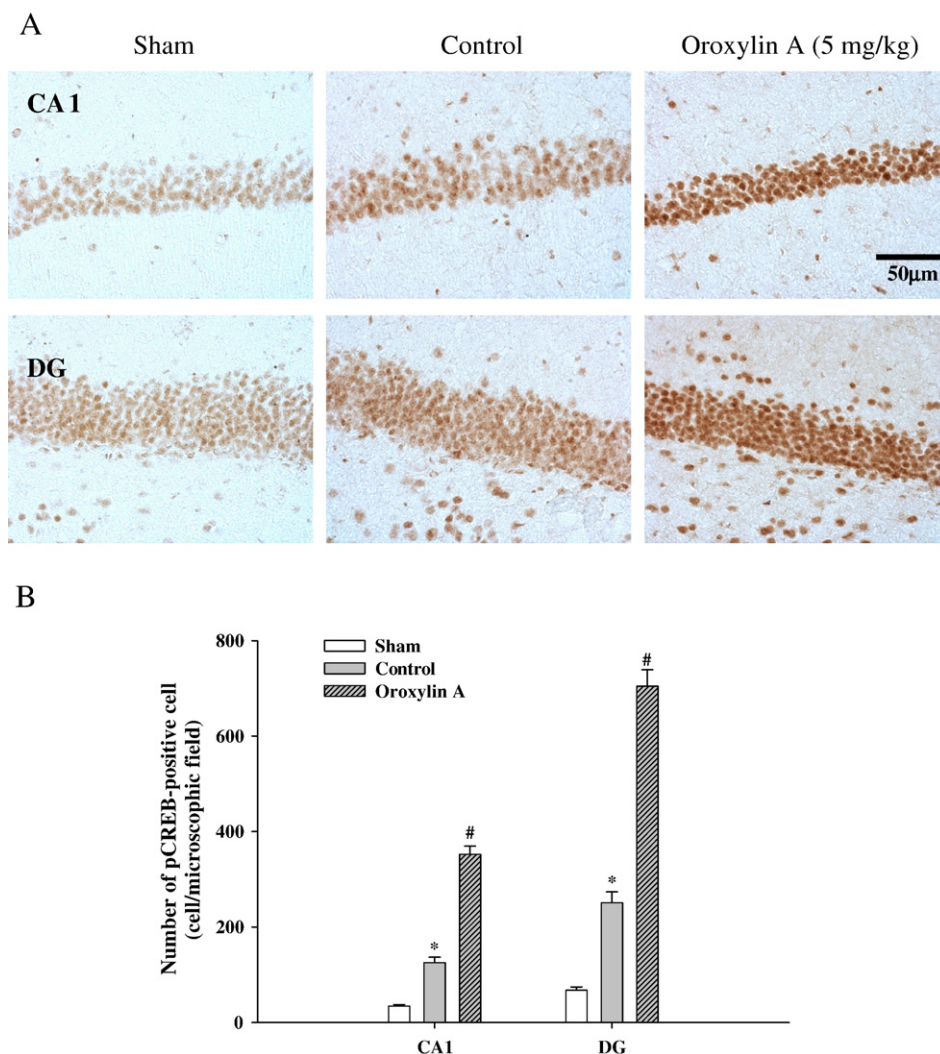 A
Sham Control Oroxylin A (5 mg/kg)
CA1
50μm
DG
B
Number of pCREB-positive cell
(cell/microscophic field)
800
600
400
200
0
Sham
Control
Oroxylin A
*
#
*
#
CA1 DG